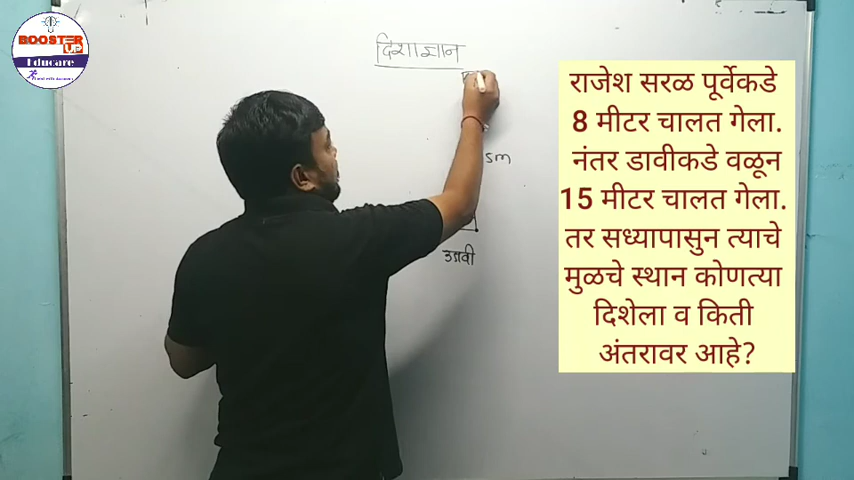 BOOSTER
UP
Educare
दिशाज्ञान
5m
डावी
राजेश सरळ पूर्वेकडे
8 मीटर चालत गेला.
नंतर डावीकडे वळून
15 मीटर चालत गेला.
तर सध्यापासुन त्याचे
मुळचे स्थान कोणत्या
दिशेला व किती
अंतरावर आहे?